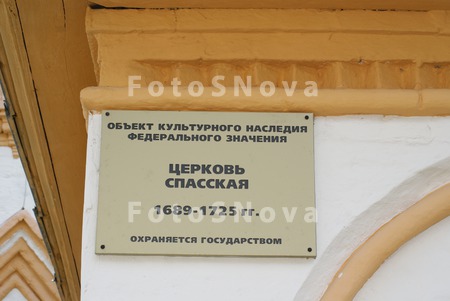 FotoSNova
ОБЪЕКТ КУЛЬТУРНОГО НАСЛЕДИЯ
ФЕДЕРАЛЬНОГО ЗНАЧЕНИЯ
ЦЕРКОВЬ
СПАССКАЯ
1689-1725 гг.
FotoSNova
ОХРАНЯЕТСЯ ГОСУДАРСТВОМ